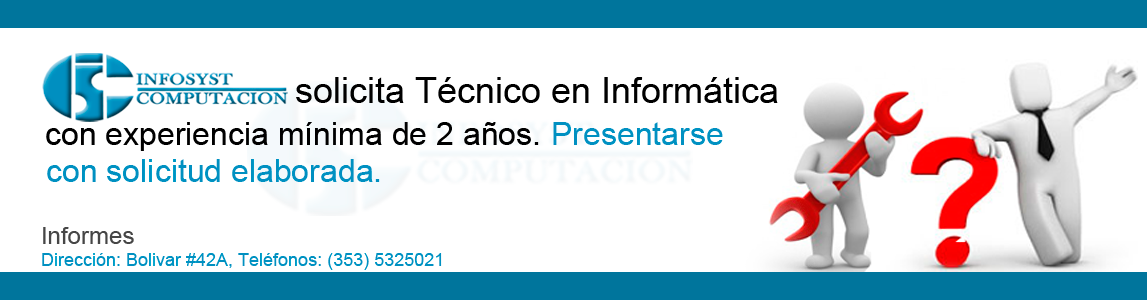 INFOSYST
COMPUTACION solicita Técnico en Informática
con experiencia mínima de 2 años. Presentarse
con solicitud elaborada.
COMPUTACION
Informes
Dirección: Bolivar #42A, Teléfonos: (353) 5325021